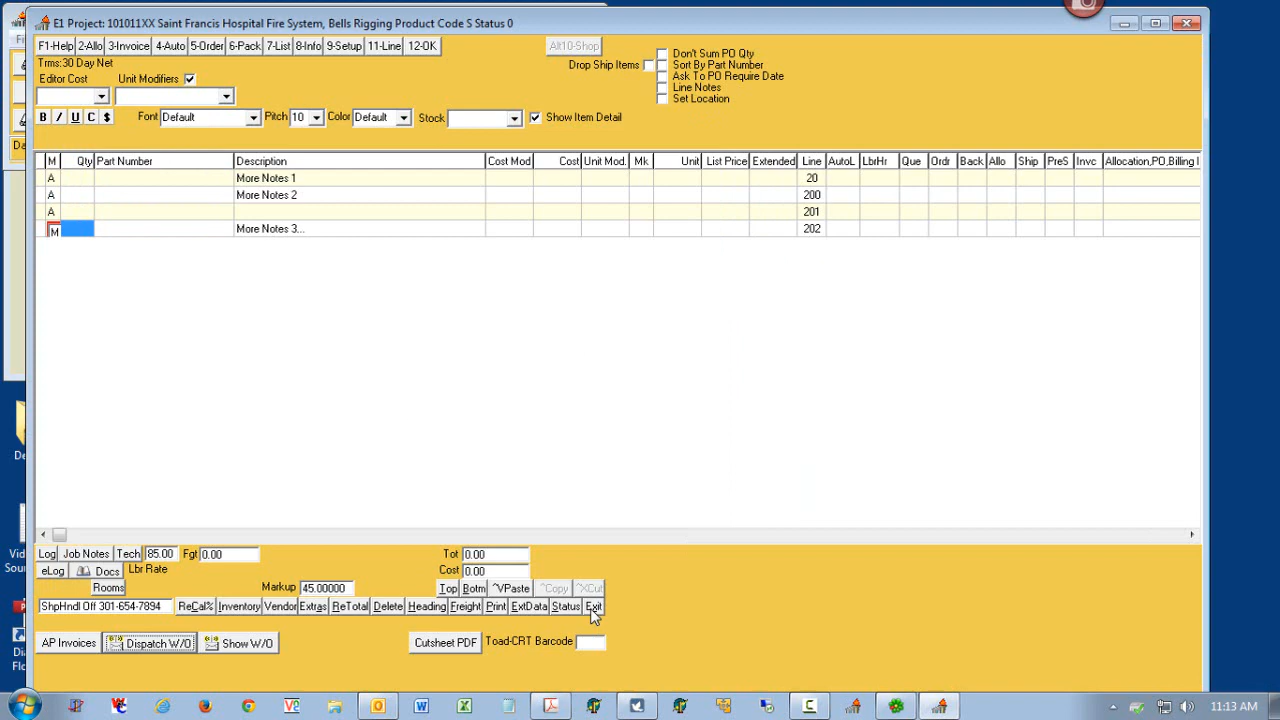 E1 Project: 101011XX Saint Francis Hospital Fire System, Bells Rigging Product Code S Status 0
F1-Help 2-Allo 3-Invoice 4-Auto 5-Order 6-Pack 7-List 8-Info 9-Setup 11-Line 12-OK Alt10-Shop
Don't Sum PO Qty
Trms:30 Day Net Drop Ship Items Sort By Part Number
Editor Cost Unit Modifiers Ask To PO Require Date
Line Notes
Set Location
B I U C $ Font Default Pitch 10 Color Default Stock Show Item Detail
M Qty Part Number Description Cost Mod Cost Unit Mod. Mk Unit List Price Extended Line AutoL LbrHr Que Ordr Back Allo Ship PreS Invc Allocation,PO,Billing I
A More Notes 1 20
A More Notes 2 200
A 201
M More Notes 3... 202
Log Job Notes Tech 85.00 Fgt 0.00 Tot 0.00
eLog Docs Lbr Rate Cost 0.00
Rooms Markup 45.00000 Top Botm ^VPaste ^Copy ^XCut
ShpHndl Off 301-654-7894 ReCal% Inventory Vendor Extras ReTotal Delete Heading Freight Print ExtData Status Exit
AP Invoices Dispatch W/O Show W/O Cutsheet PDF Toad-CRT Barcode
11:13 AM